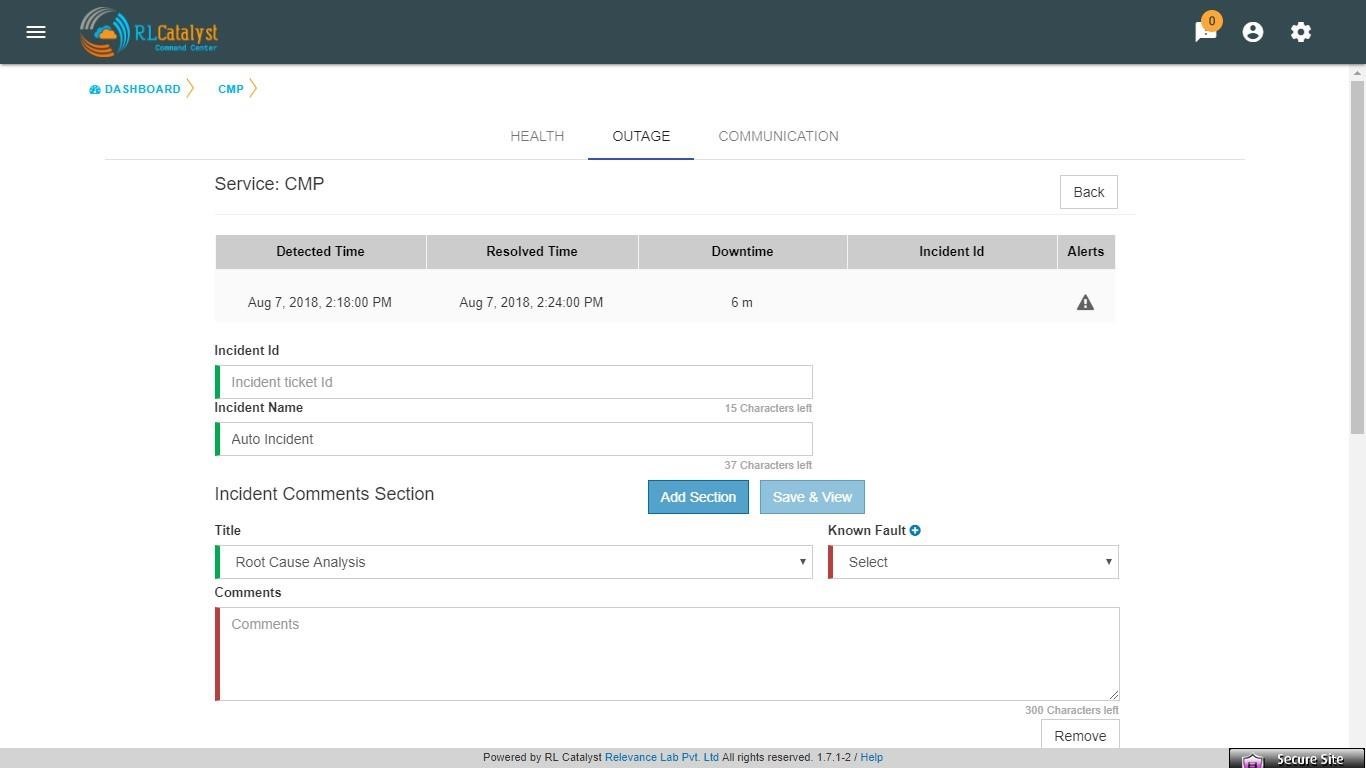 RLCatalyst
Command Center
0
DASHBOARD
CMP
HEALTH OUTAGE COMMUNICATION
Service: CMP
Back
Detected Time Resolved Time Downtime Incident Id Alerts
Aug 7, 2018, 2:18:00 PM Aug 7, 2018, 2:24:00 PM 6 m
Incident Id
Incident ticket Id
Incident Name
15 Characters left
Auto Incident
37 Characters left
Incident Comments Section
Add Section Save & View
Title Known Fault
Root Cause Analysis Select
Comments
Comments
300 Characters left
Remove
Powered by RL Catalyst Relevance Lab Pvt. Ltd All rights reserved. 1.7.1-2 / Help
Secure Site